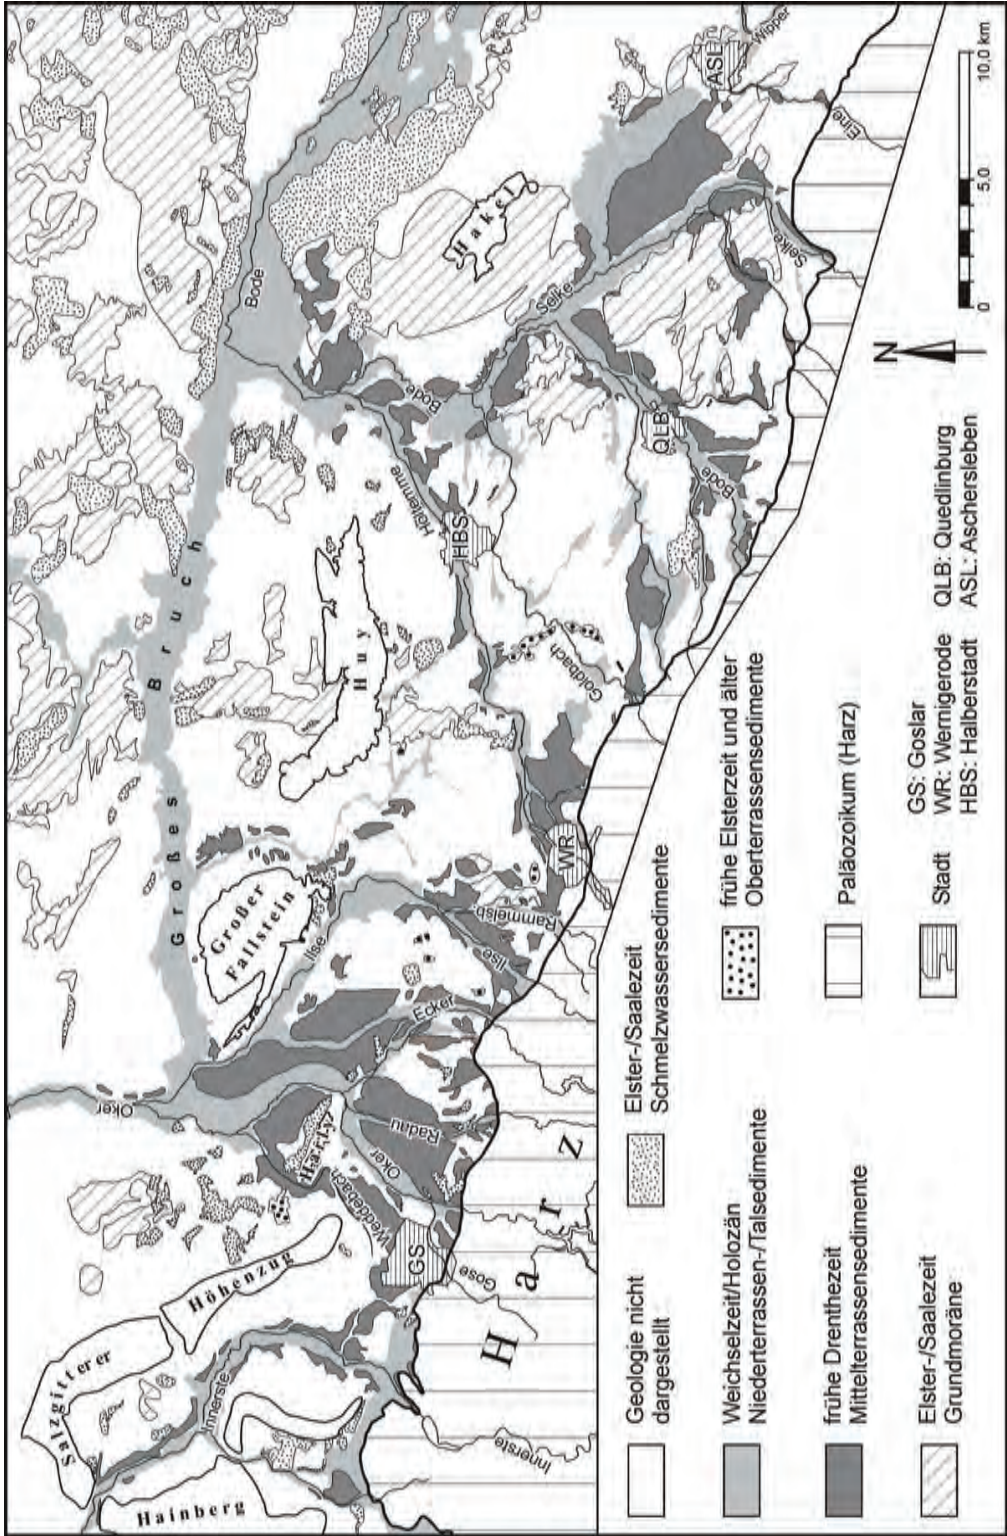 Hainberg
Salzgitterer
Höhenzug
Innerste
Innerste
Harz
Gose
GS
Weddebach
Harly
Oker
Oker
Radau
Ecker
Ilse
Ilse
Großer
Fallstein
Rammelsb
WR
Großes Bruch
Huy
Goldbach
HBS
Holtemme
Bode
Bode
Bode
QLB
Selke
Selke
Hakel
ASL
Eine
Wipper
Geologie nicht
dargestellt
Weichselzeit/Holozän
Niederterrassen-/Talsedimente
frühe Drenthezeit
Mittelterrassensedimente
Elster-/Saalezeit
Grundmoräne
Elster-/Saalezeit
Schmelzwassersedimente
frühe Elsterzeit und älter
Oberterrassensedimente
Paläozoikum (Harz)
Stadt
GS: Goslar
WR: Wernigerode
HBS: Halberstadt
QLB: Quedlinburg
ASL: Aschersleben
N
0 5,0 10,0 km